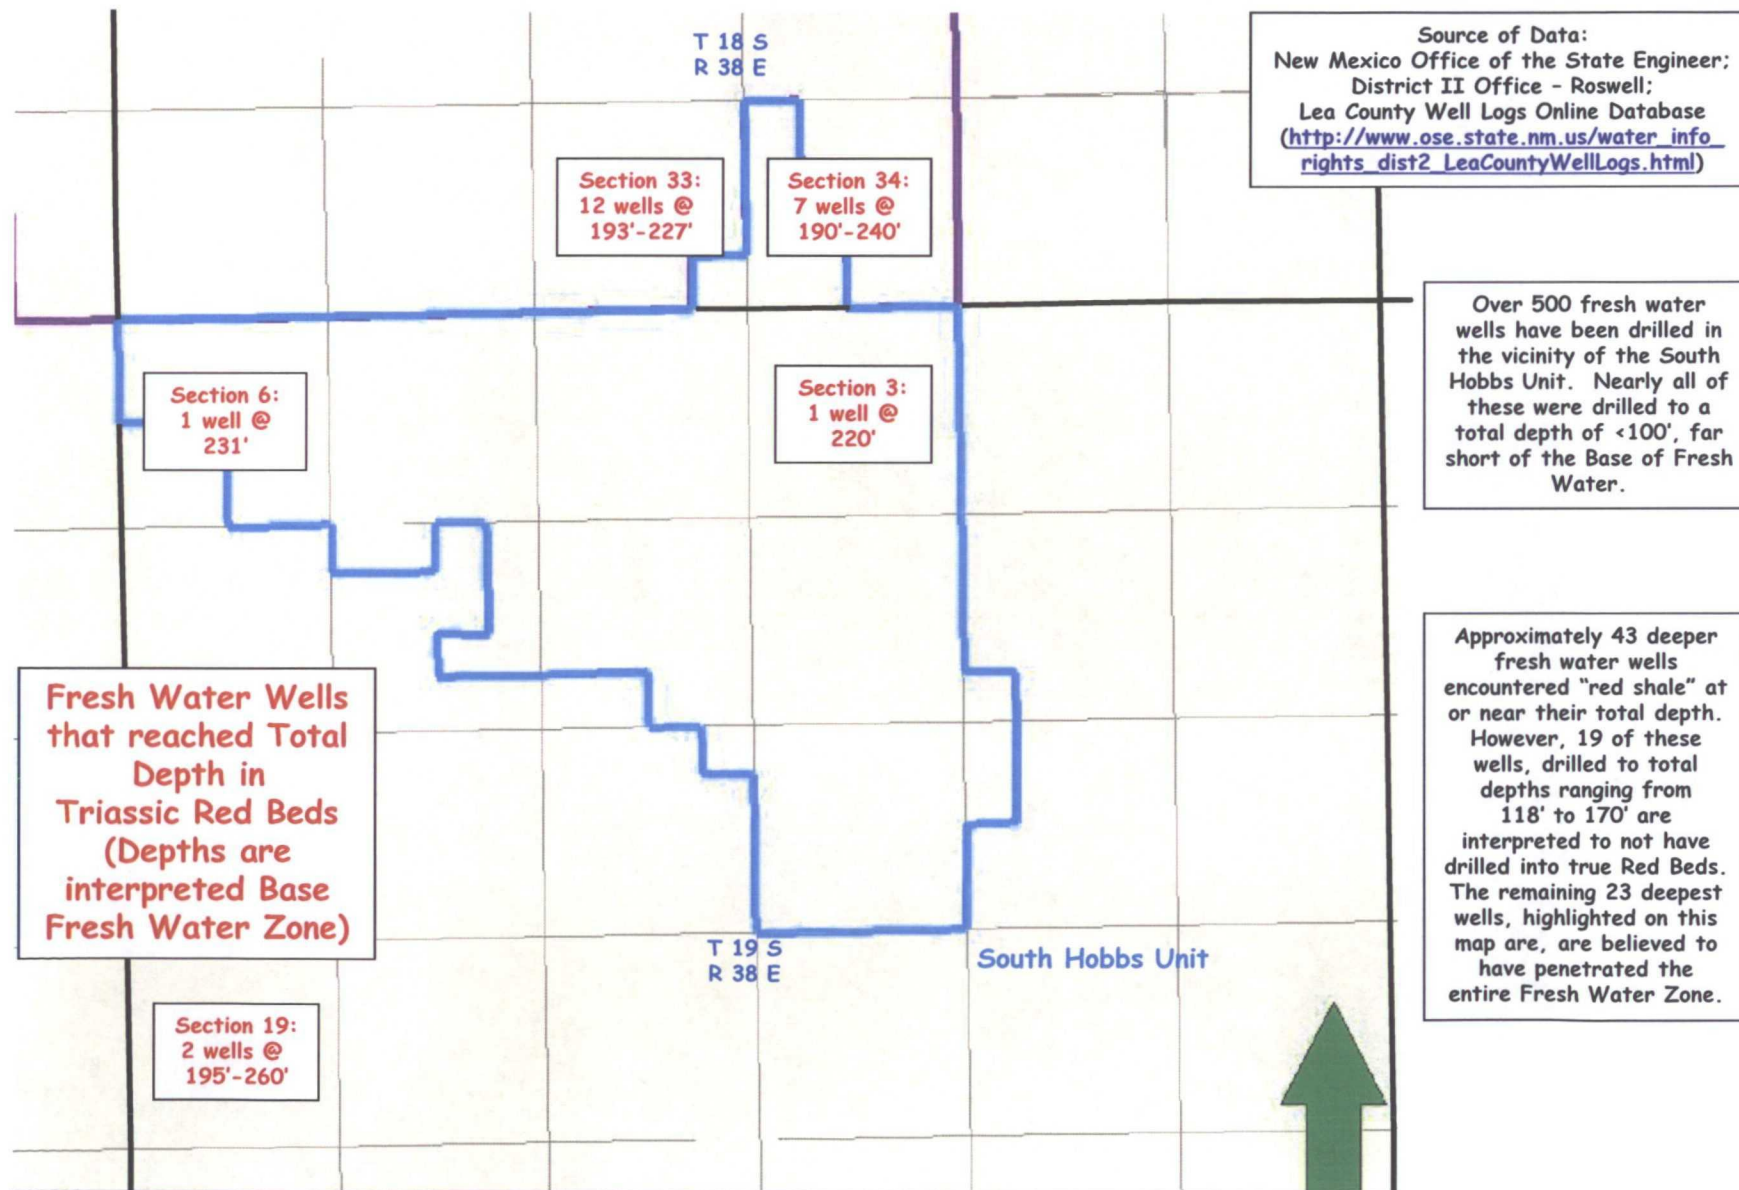 T 18 S
R 38 E
Source of Data:
New Mexico Office of the State Engineer;
District II Office - Roswell;
Lea County Well Logs Online Database
(http://www.ose.state.nm.us/water_info_
rights_dist2_LeaCountyWellLogs.html)
Section 33:
12 wells @
193'-227'
Section 34:
7 wells @
190'-240'
Over 500 fresh water
wells have been drilled in
the vicinity of the South
Hobbs Unit. Nearly all of
these were drilled to a
total depth of <100', far
short of the Base of Fresh
Water.
Section 6:
1 well @
231'
Section 3:
1 well @
220'
Approximately 43 deeper
fresh water wells
encountered “red shale” at
or near their total depth.
However, 19 of these
wells, drilled to total
depths ranging from
118' to 170' are
interpreted to not have
drilled into true Red Beds.
The remaining 23 deepest
wells, highlighted on this
map are, are believed to
have penetrated the
entire Fresh Water Zone.
Fresh Water Wells
that reached Total
Depth in
Triassic Red Beds
(Depths are
interpreted Base
Fresh Water Zone)
T 19 S
R 38 E
South Hobbs Unit
Section 19:
2 wells @
195'-260'